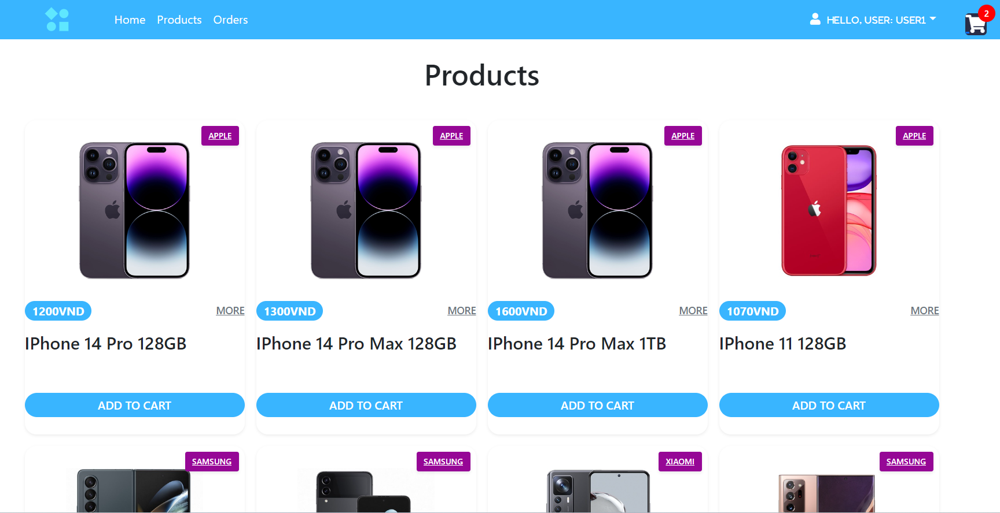 Home Products Orders HELLO, USER: USER1 2
Products
APPLE APPLE APPLE APPLE
1200VND MORE 1300VND MORE 1600VND MORE 1070VND MORE
IPhone 14 Pro 128GB IPhone 14 Pro Max 128GB IPhone 14 Pro Max 1TB IPhone 11 128GB
ADD TO CART ADD TO CART ADD TO CART ADD TO CART
SAMSUNG SAMSUNG XIAOMI SAMSUNG